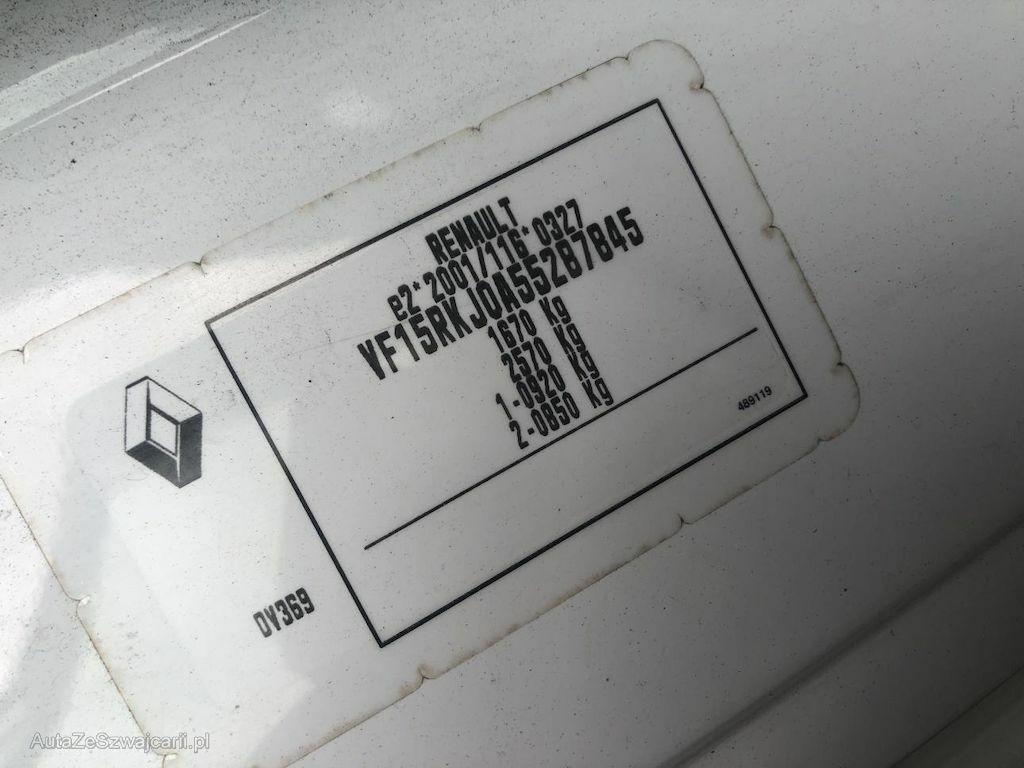 RENAULT
e2*2001/116*0327
VF15RKJ0A55287845
1670 Kg
2570 Kg
1-0920 Kg
2-0850 Kg
489119
DV369
AutaZeSzwajcarii.pl